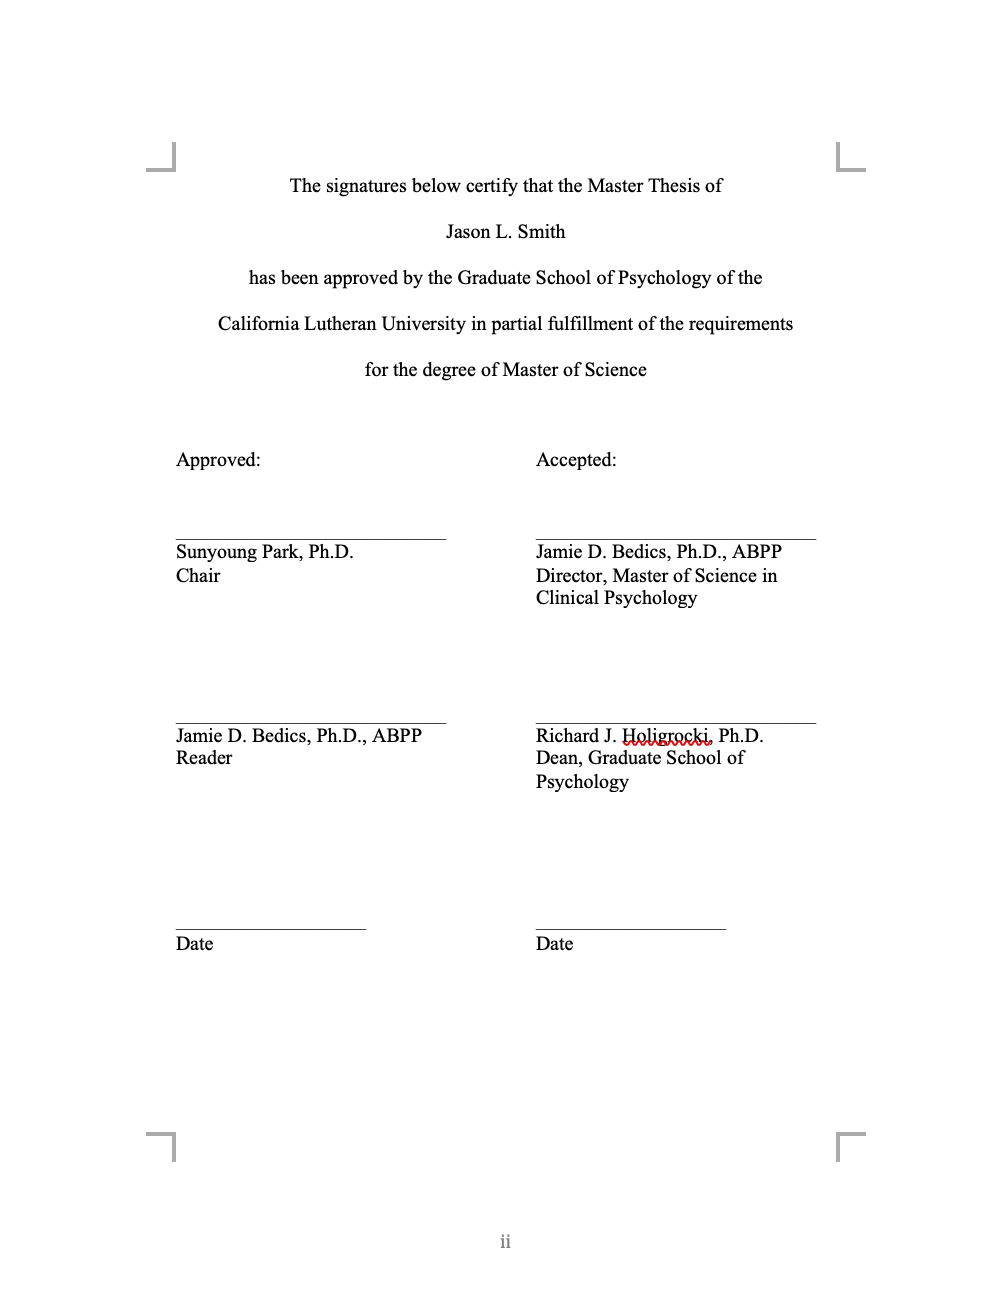 The signatures below certify that the Master Thesis of
Jason L. Smith
has been approved by the Graduate School of Psychology of the
California Lutheran University in partial fulfillment of the requirements
for the degree of Master of Science
Approved:
Accepted:
Sunyoung Park, Ph.D.
Chair
Jamie D. Bedics, Ph.D., ABPP
Director, Master of Science in
Clinical Psychology
Jamie D. Bedics, Ph.D., ABPP
Reader
Richard J. Holigrocki, Ph.D.
Dean, Graduate School of
Psychology
Date
Date
ii